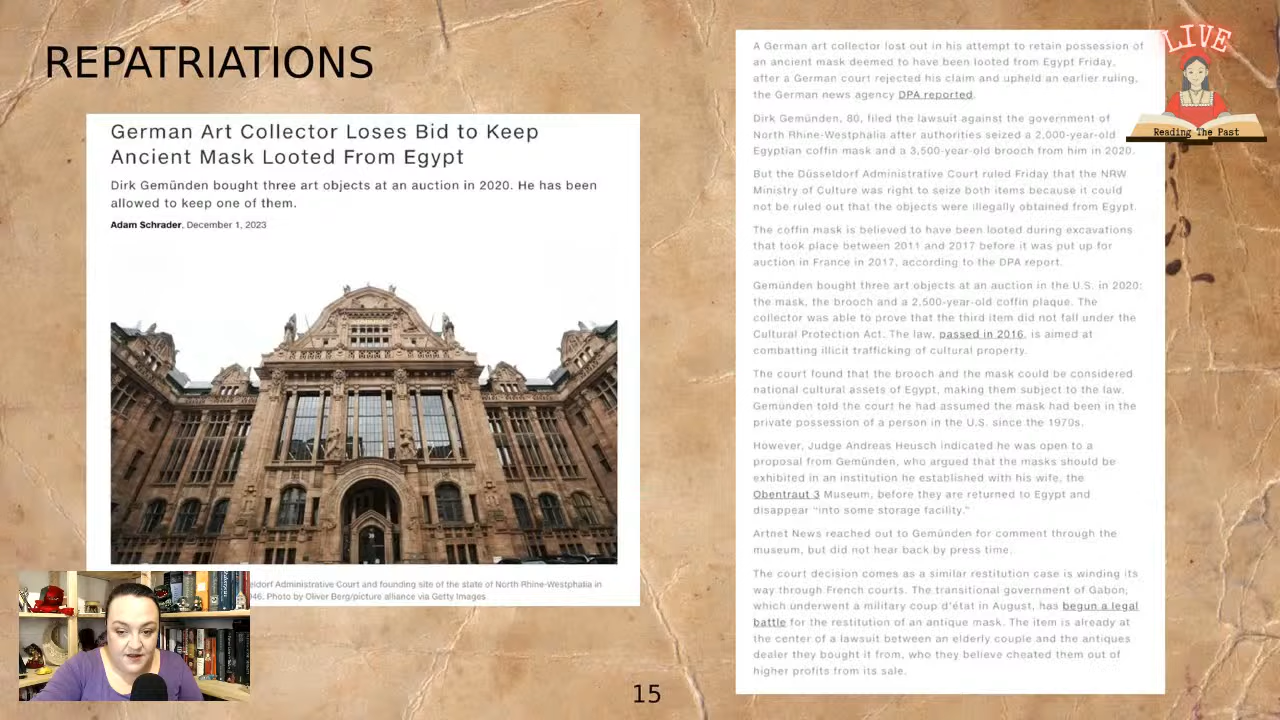 REPATRIATIONS
German Art Collector Loses Bid to Keep
Ancient Mask Looted From Egypt
Dirk Gemünden bought three art objects at an auction in 2020. He has been
allowed to keep one of them.
Adam Schrader, December 1, 2023
Administrative Court and founding site of the state of North Rhine-Westphalia in
Photo by Oliver Berg/picture alliance via Getty Images
15
A German art collector lost out in his attempt to retain possession of
an ancient mask deemed to have been looted from Egypt Friday,
after a German court rejected his claim and upheld an earlier ruling,
the German news agency DPA reported.
Dirk Gemünden, 80, filed the lawsuit against the government of
North Rhine-Westphalia after authorities seized a 2,000-year-old
Egyptian coffin mask and a 3,500-year-old brooch from him in 2020.
But the Düsseldorf Administrative Court ruled Friday that the NRW
Ministry of Culture was right to seize both items because it could
not be ruled out that the objects were illegally obtained from Egypt.
The coffin mask is believed to have been looted during excavations
that took place between 2011 and 2017 before it was put up for
auction in France in 2017, according to the DPA report.
Gemünden bought three art objects at an auction in the U.S. in 2020:
the mask, the brooch and a 2,500-year-old coffin plaque. The
collector was able to prove that the third item did not fall under the
Cultural Protection Act. The law, passed in 2016, is aimed at
combatting illicit trafficking of cultural property.
The court found that the brooch and the mask could be considered
national cultural assets of Egypt, making them subject to the law.
Gemünden told the court he had assumed the mask had been in the
private possession of a person in the U.S. since the 1970s.
However, Judge Andreas Heusch indicated he was open to a
proposal from Gemünden, who argued that the masks should be
exhibited in an institution he established with his wife, the
Obentraut 3 Museum, before they are returned to Egypt and
disappear “into some storage facility.”
Artnet News reached out to Gemünden for comment through the
museum, but did not hear back by press time.
The court decision comes as a similar restitution case is winding its
way through French courts. The transitional government of Gabon,
which underwent a military coup d’état in August, has begun a legal
battle for the restitution of an antique mask. The item is already at
the center of a lawsuit between an elderly couple and the antiques
dealer they bought it from, who they believe cheated them out of
higher profits from its sale.
LIVE
Reading The Past